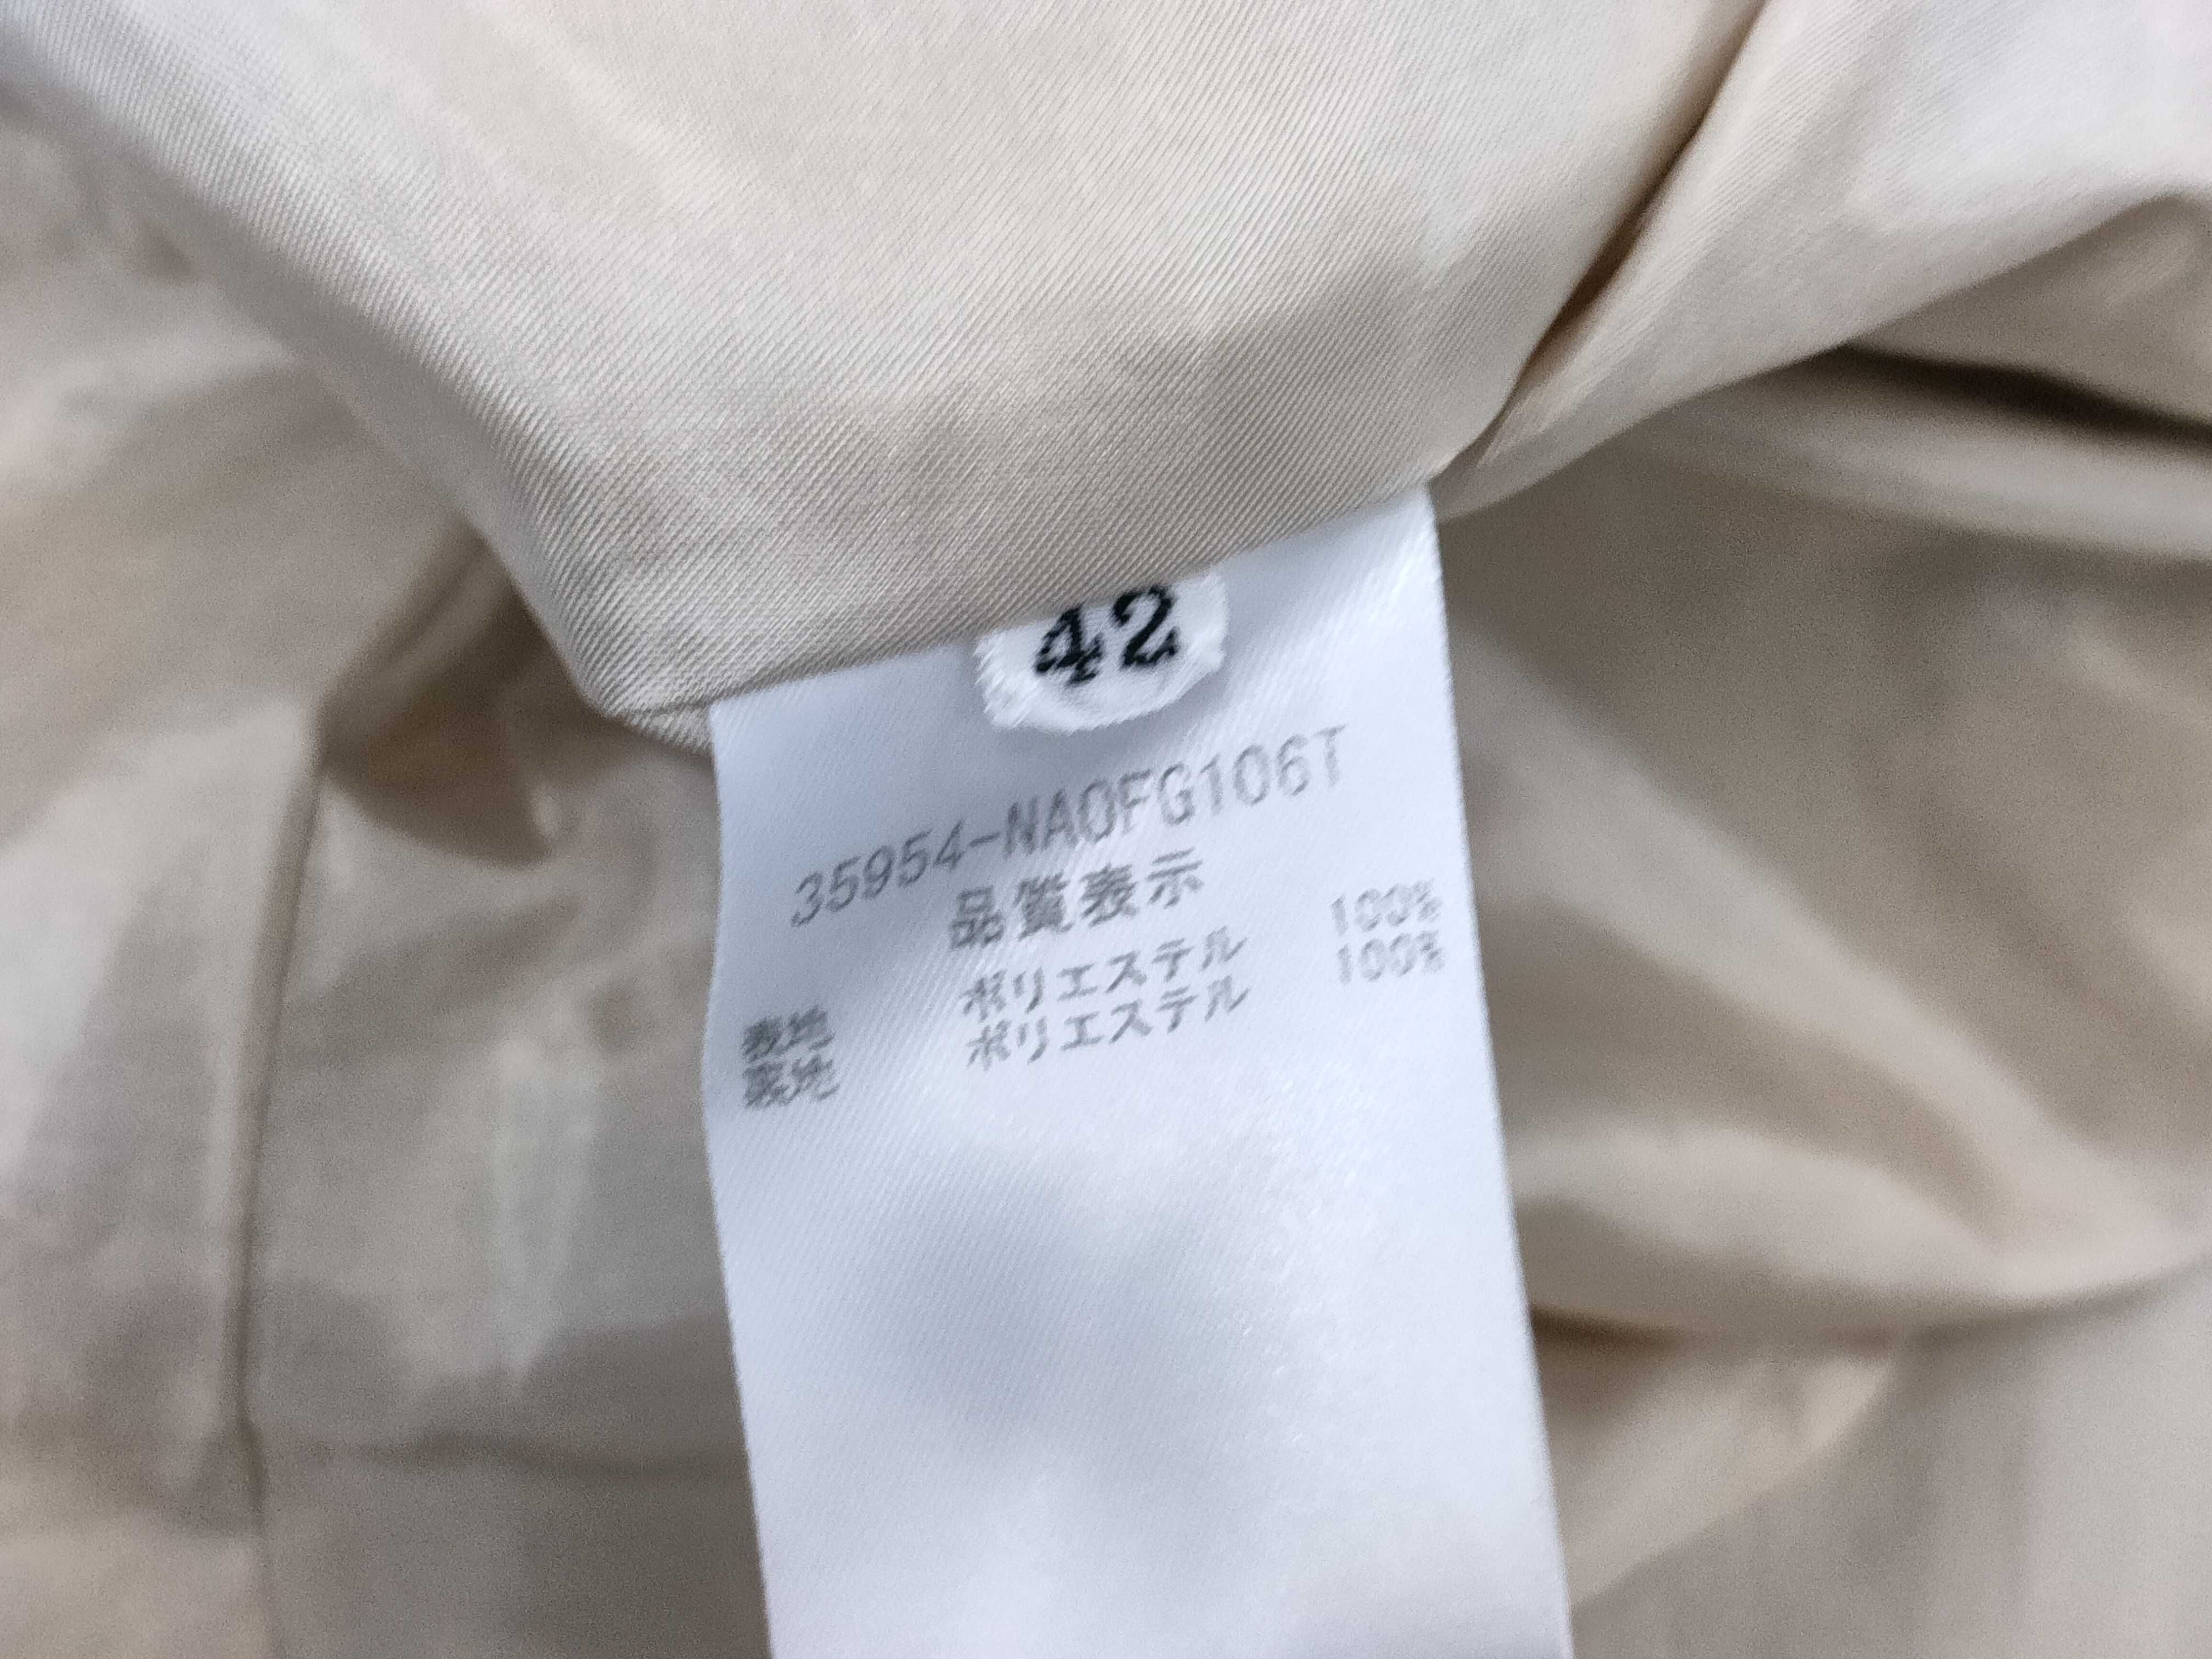 42
35954-NAOFG106T
品質表示
表地 ポリエステル 100%
裏地 ポリエステル 100%